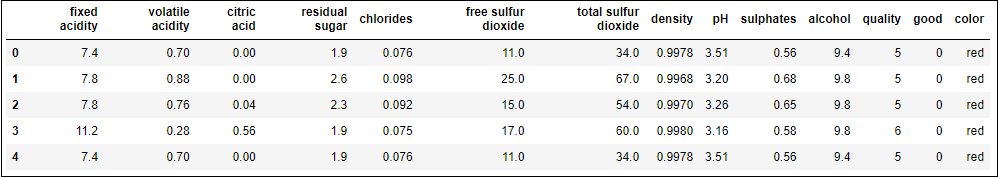 fixed acidity volatile acidity citric acid residual sugar chlorides free sulfur dioxide total sulfur dioxide density pH sulphates alcohol quality good color
0 7.4 0.70 0.00 1.9 0.076 11.0 34.0 0.9978 3.51 0.56 9.4 5 0 red
1 7.8 0.88 0.00 2.6 0.098 25.0 67.0 0.9968 3.20 0.68 9.8 5 0 red
2 7.8 0.76 0.04 2.3 0.092 15.0 54.0 0.9970 3.26 0.65 9.8 5 0 red
3 11.2 0.28 0.56 1.9 0.075 17.0 60.0 0.9980 3.16 0.58 9.8 6 0 red
4 7.4 0.70 0.00 1.9 0.076 11.0 34.0 0.9978 3.51 0.56 9.4 5 0 red